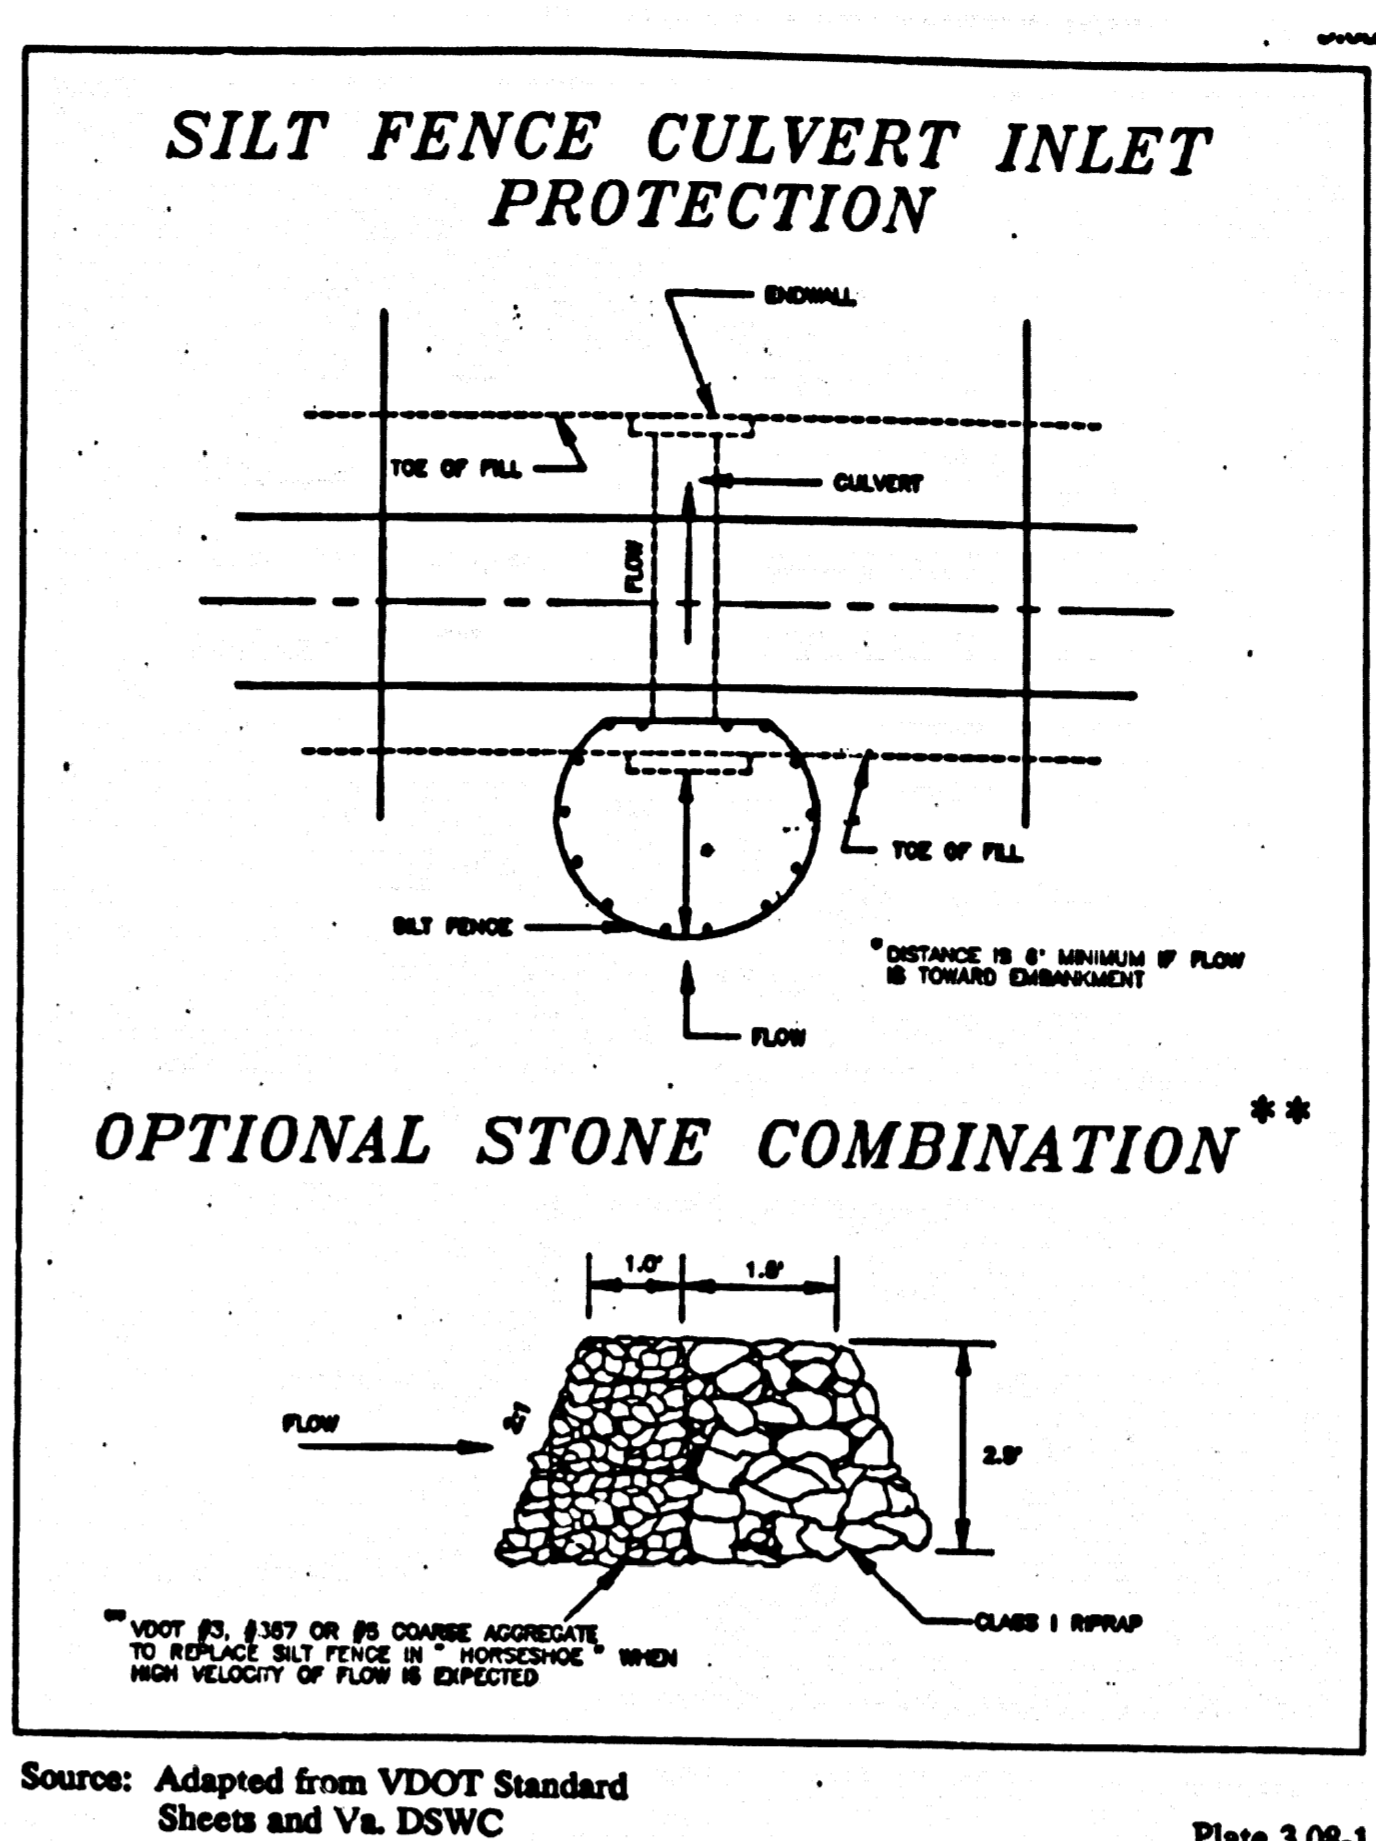 SILT FENCE CULVERT INLET
PROTECTION
ENDWALL
TOE OF FILL
CULVERT
FLOW
TOE OF FILL
SILT FENCE
* DISTANCE IS 6' MINIMUM IF FLOW
IS TOWARD EMBANKMENT
FLOW
OPTIONAL STONE COMBINATION**
1.0'
FLOW
CLASS I RIPRAP
** VDOT #3, #357 OR #5 COARSE AGGREGATE
TO REPLACE SILT FENCE IN " HORSESHOE " WHEN
HIGH VELOCITY OF FLOW IS EXPECTED
Source: Adapted from VDOT Standard
Sheets and Va. DSWC
Plate 3.08-1